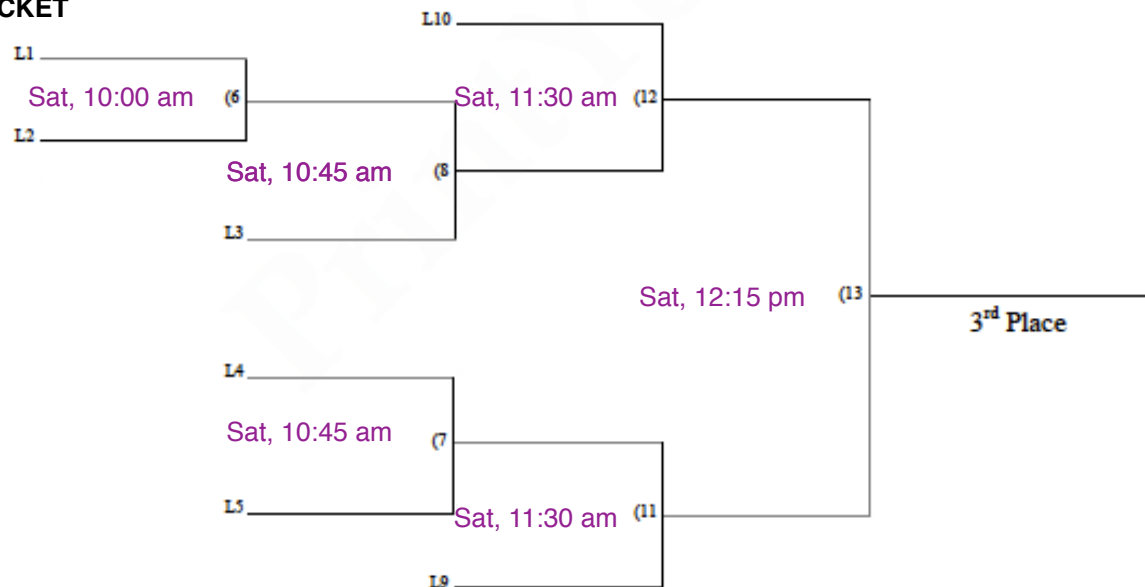 CKET
L10
L1
Sat, 10:00 am (6
Sat, 11:30 am (12
L2
Sat, 10:45 am (8
L3
Sat, 12:15 pm (13
3rd Place
L4
Sat, 10:45 am (7
L5
Sat, 11:30 am (11
L9